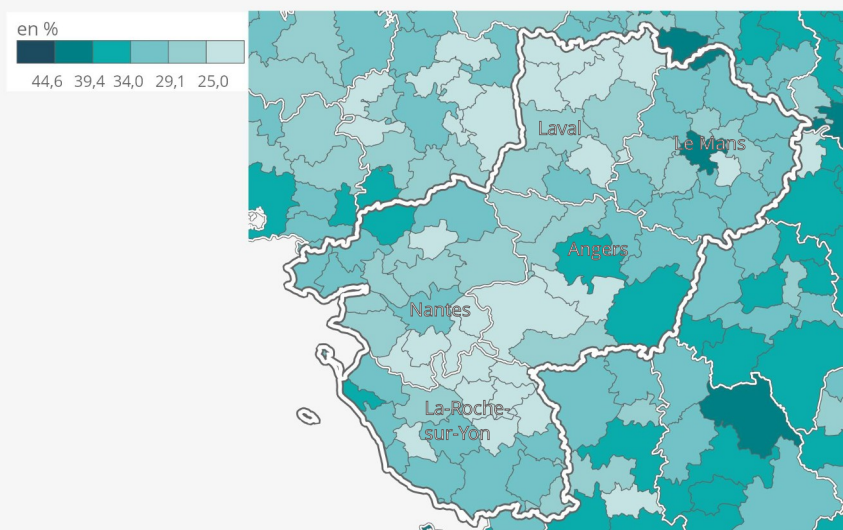 en %
44,6 39,4 34,0 29,1 25,0
Laval
Le Mans
Angers
Nantes
La-Roche-
sur-Yon